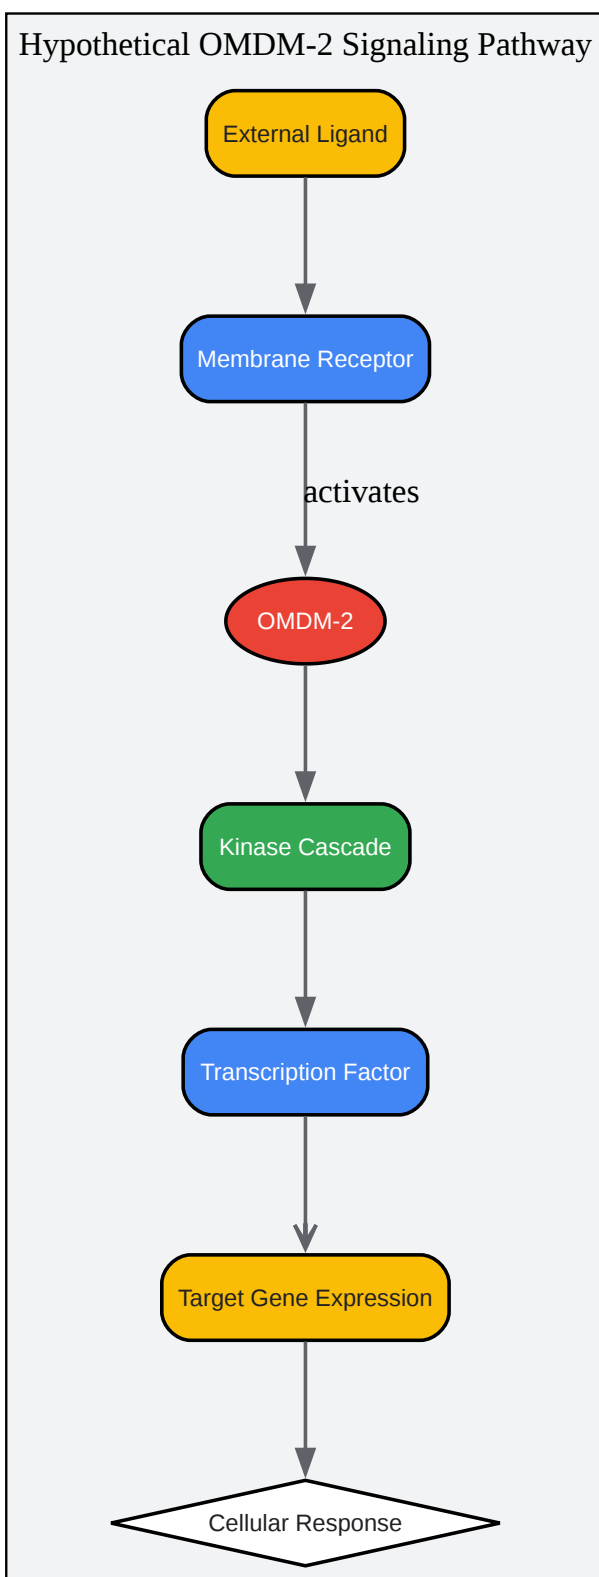 Hypothetical OMDM-2 Signaling Pathway
External Ligand
Membrane Receptor
activates
OMDM-2
Kinase Cascade
Transcription Factor
Target Gene Expression
Cellular Response